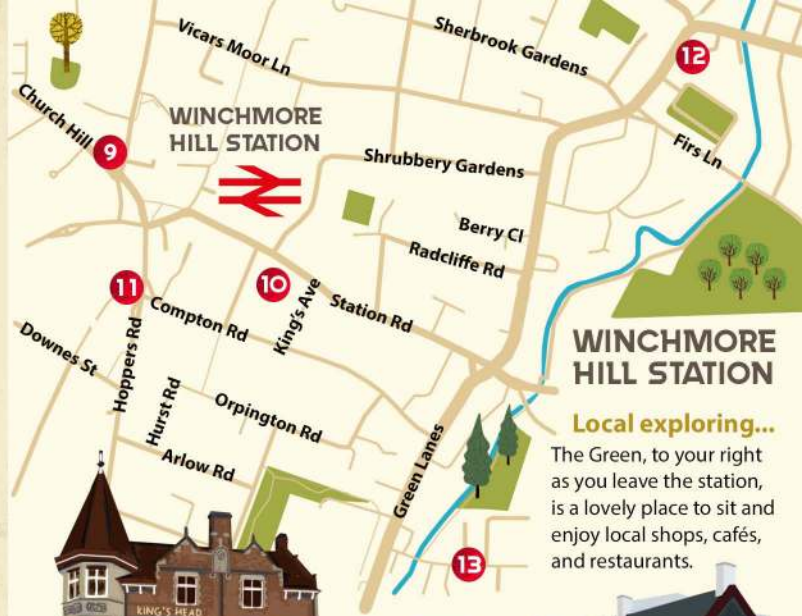 Vicars Moor Ln
Sherbrook Gardens
12
Church Hill
9
WINCHMORE
HILL STATION
Shrubbery Gardens
Firs Ln
Berry Cl
Radcliffe Rd
11
10
King's Ave
Station Rd
Compton Rd
Downes St
Hoppers Rd
Hurst Rd
Orpington Rd
Arlow Rd
Green Lanes
13
WINCHMORE
HILL STATION
Local exploring...
The Green, to your right
as you leave the station,
is a lovely place to sit and
enjoy local shops, cafés,
and restaurants.
KING'S HEAD